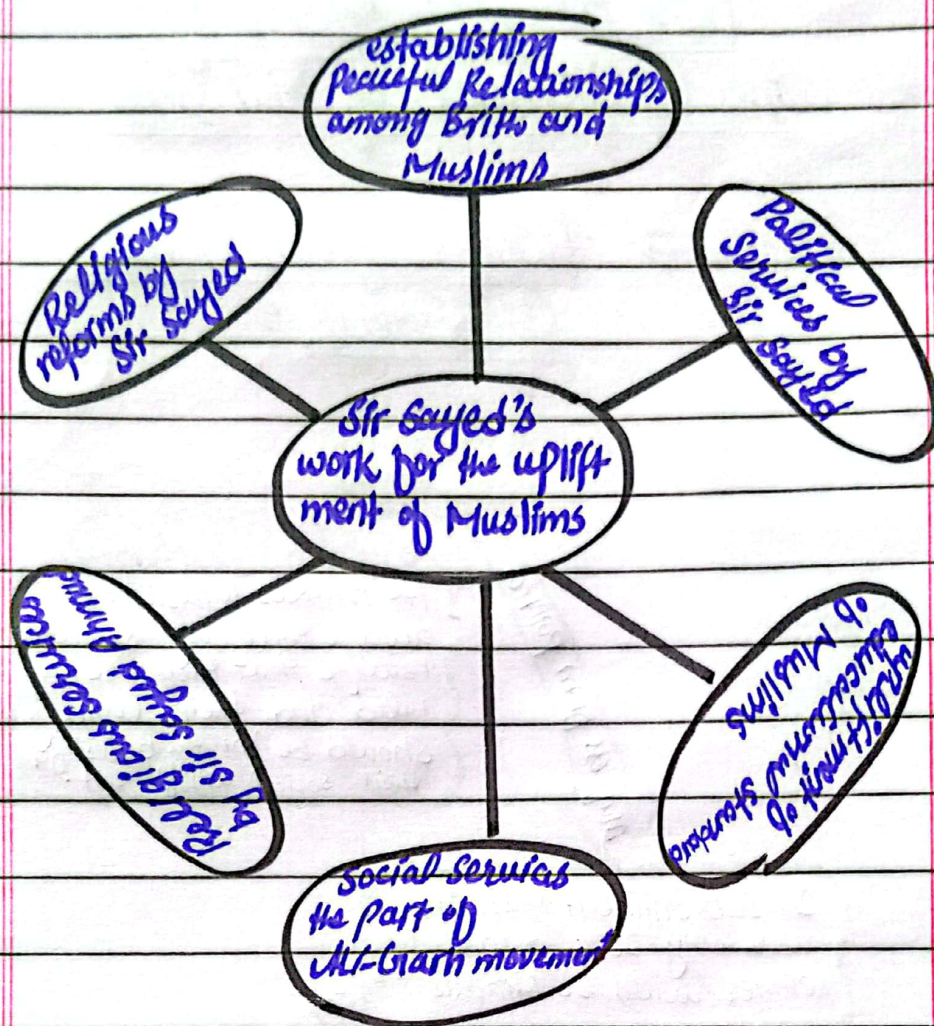 establishing
Peaceful Relationships
among Britts and
Muslims
Religious
reforms by
Sir Sayed
Political
Services by
Sir Sayed
Sir Sayed's
work for the uplift
ment of Muslims
Religious Services
by Sir Sayed Ahmad
upliftment of
educational standard
of Muslims
Social Services
the part of
Ali-Garh movement